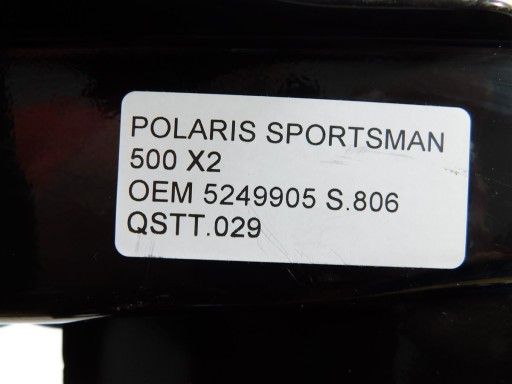 POLARIS SPORTSMAN
500 X2
OEM 5249905 S.806
QSTT.029